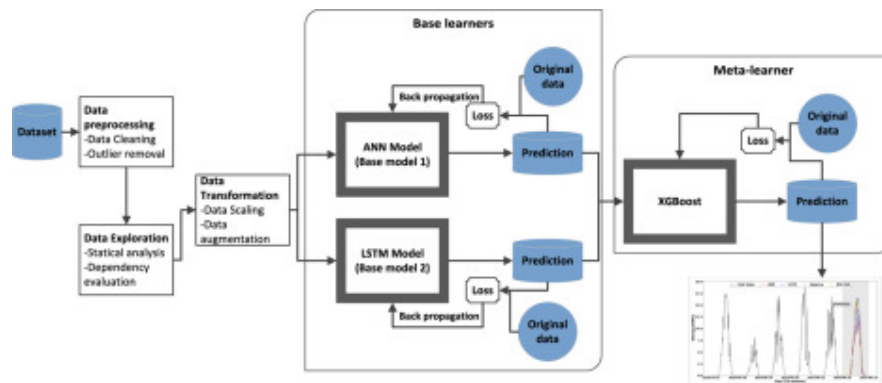 Base learners
Meta-learner
Dataset
Data
preprocessing
-Data Cleaning
-Outlier removal
Data Exploration
-Statical analysis
-Dependency
evaluation
Data
Transformation
-Data Scaling
-Data
augmentation
Back propagation
Loss
Original
data
ANN Model
(Base model 1)
Prediction
LSTM Model
(Base model 2)
Prediction
Loss
Back propagation
Original
data
Original
data
Loss
XGBoost
Prediction